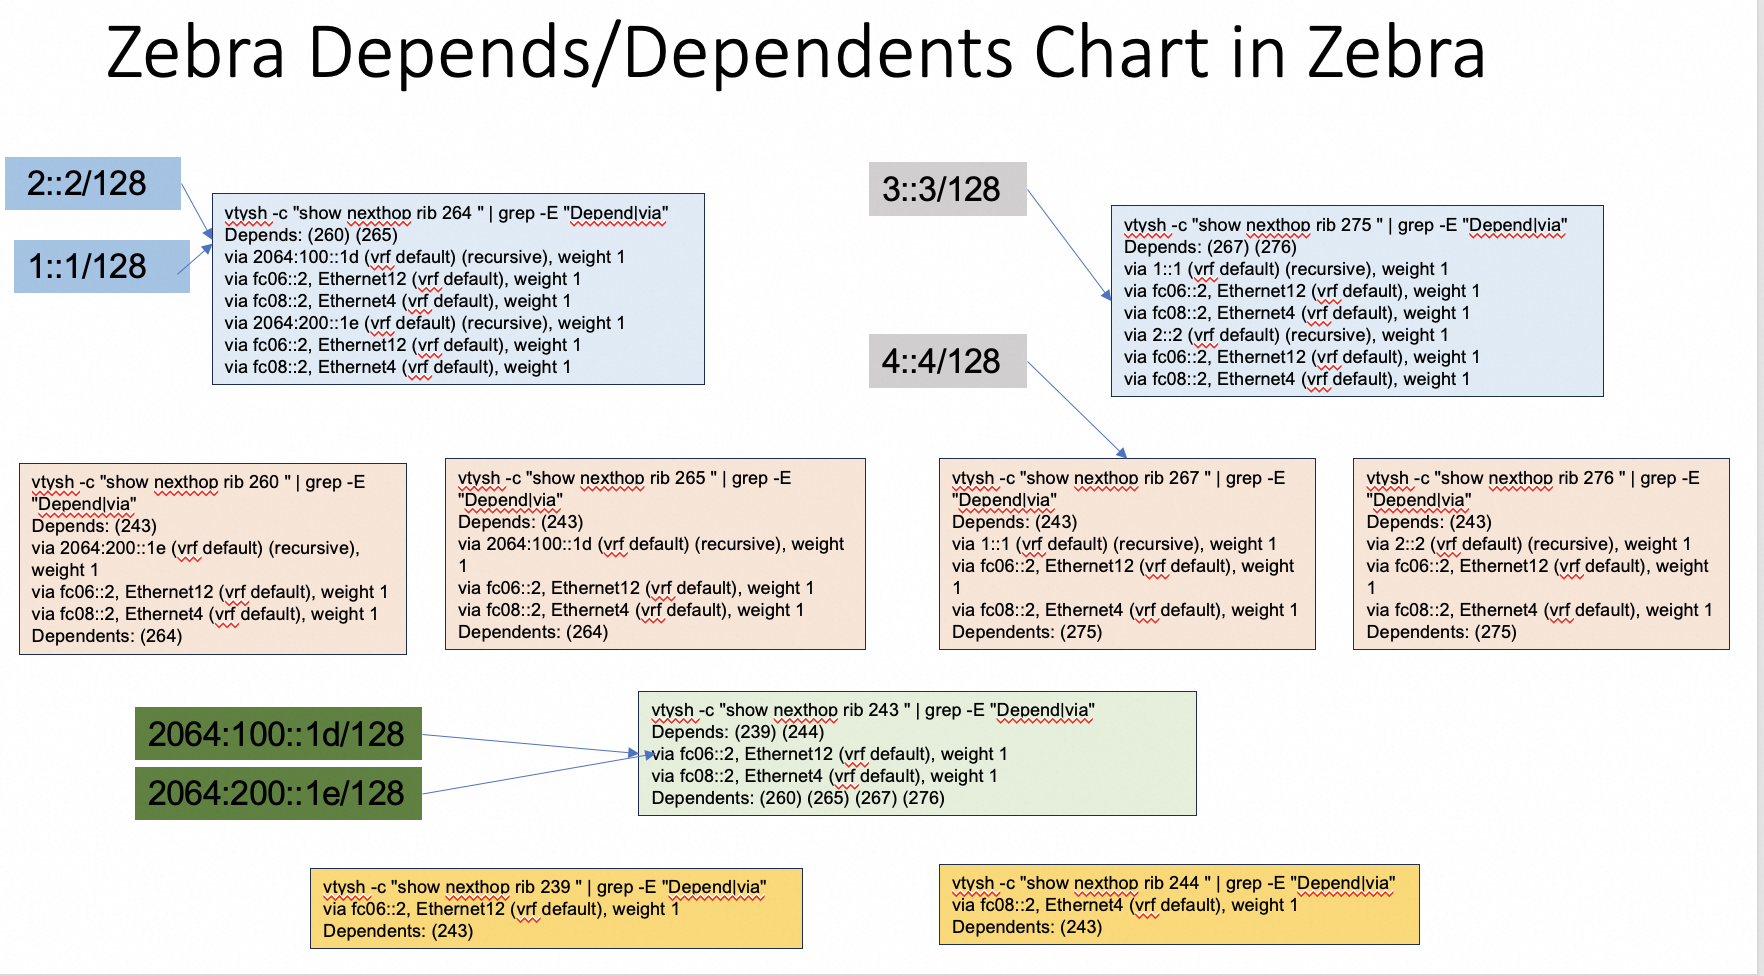 Zebra Depends/Dependents Chart in Zebra
2::2/128
1::1/128
vtysh -c "show nexthop rib 264 " | grep -E "Depend|via"
Depends: (260) (265)
via 2064:100::1d (vrf default) (recursive), weight 1
via fc06::2, Ethernet12 (vrf default), weight 1
via fc08::2, Ethernet4 (vrf default), weight 1
via 2064:200::1e (vrf default) (recursive), weight 1
via fc06::2, Ethernet12 (vrf default), weight 1
via fc08::2, Ethernet4 (vrf default), weight 1
3::3/128
4::4/128
vtysh -c "show nexthop rib 275 " | grep -E "Depend|via"
Depends: (267) (276)
via 1::1 (vrf default) (recursive), weight 1
via fc06::2, Ethernet12 (vrf default), weight 1
via fc08::2, Ethernet4 (vrf default), weight 1
via 2::2 (vrf default) (recursive), weight 1
via fc06::2, Ethernet12 (vrf default), weight 1
via fc08::2, Ethernet4 (vrf default), weight 1
vtysh -c "show nexthop rib 260 " | grep -E
"Depend|via"
Depends: (243)
via 2064:200::1e (vrf default) (recursive),
weight 1
via fc06::2, Ethernet12 (vrf default), weight 1
via fc08::2, Ethernet4 (vrf default), weight 1
Dependents: (264)
vtysh -c "show nexthop rib 265 " | grep -E
"Depend|via"
Depends: (243)
via 2064:100::1d (vrf default) (recursive), weight
1
via fc06::2, Ethernet12 (vrf default), weight 1
via fc08::2, Ethernet4 (vrf default), weight 1
Dependents: (264)
vtysh -c "show nexthop rib 267 " | grep -E
"Depend|via"
Depends: (243)
via 1::1 (vrf default) (recursive), weight 1
via fc06::2, Ethernet12 (vrf default), weight
1
via fc08::2, Ethernet4 (vrf default), weight 1
Dependents: (275)
vtysh -c "show nexthop rib 276 " | grep -E
"Depend|via"
Depends: (243)
via 2::2 (vrf default) (recursive), weight 1
via fc06::2, Ethernet12 (vrf default), weight
1
via fc08::2, Ethernet4 (vrf default), weight 1
Dependents: (275)
2064:100::1d/128
2064:200::1e/128
vtysh -c "show nexthop rib 243 " | grep -E "Depend|via"
Depends: (239) (244)
via fc06::2, Ethernet12 (vrf default), weight 1
via fc08::2, Ethernet4 (vrf default), weight 1
Dependents: (260) (265) (267) (276)
vtysh -c "show nexthop rib 239 " | grep -E "Depend|via"
via fc06::2, Ethernet12 (vrf default), weight 1
Dependents: (243)
vtysh -c "show nexthop rib 244 " | grep -E "Depend|via"
via fc08::2, Ethernet4 (vrf default), weight 1
Dependents: (243)